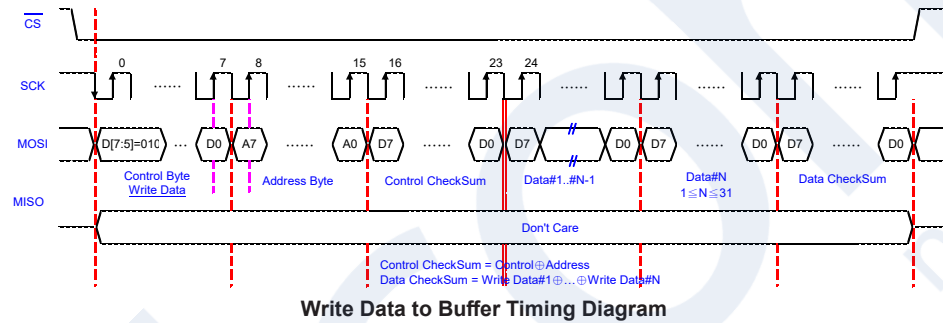 CS
0 7 8 15 16 23 24
SCK ...... ...... ...... ...... ...... ......
MOSI D[7:5]=010 ... D0 A7 ...... A0 D7 ...... D0 D7 // // D0 D7 ...... D0 D7 ...... D0
Control Byte
Write Data
Address Byte
Control CheckSum
Data#1..#N-1
Data#N
1≦N≦31
Data CheckSum
MISO
Don't Care
Control CheckSum = Control⊕Address
Data CheckSum = Write Data#1⊕...⊕Write Data#N
Write Data to Buffer Timing Diagram